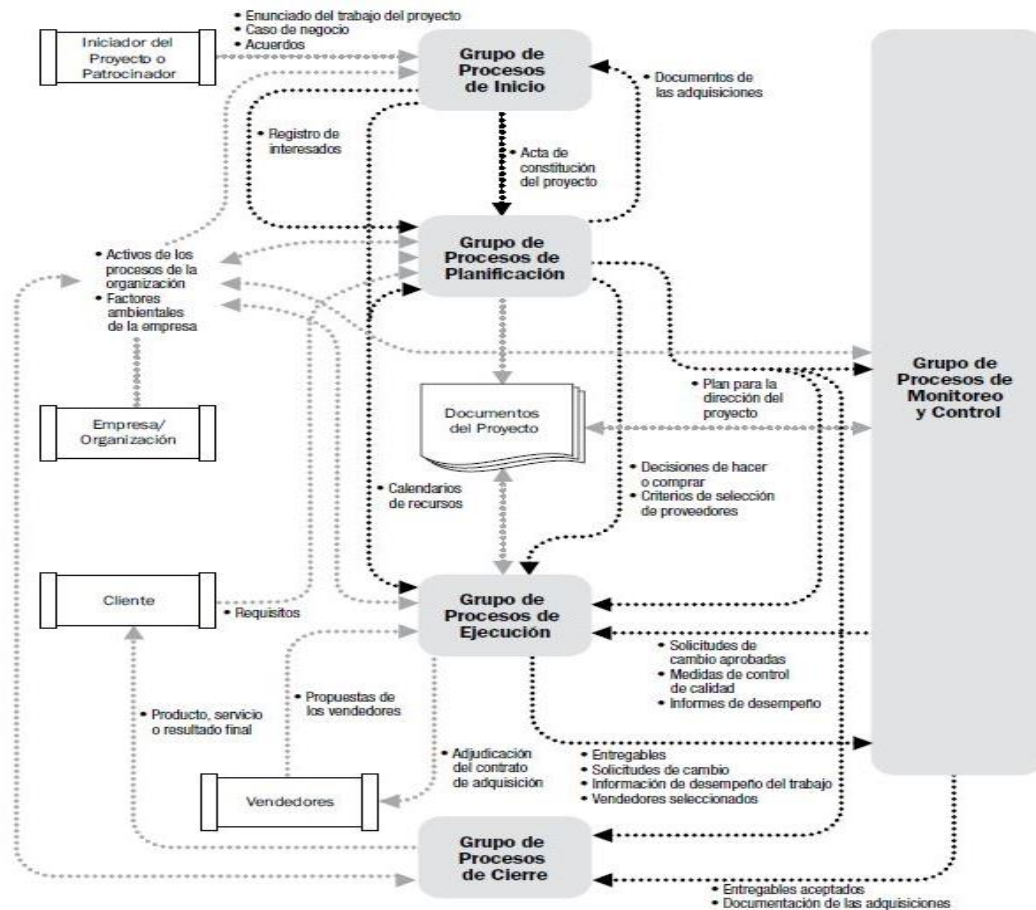 • Enunciado del trabajo del proyecto
• Caso de negocio
• Acuerdos
Iniciador del
Proyecto o
Patrocinador
Grupo de
Procesos
de Inicio
• Documentos de
las adquisiciones
• Registro de
interesados
• Acta de
constitución
del proyecto
Grupo de
Procesos de
Planificación
• Activos de los
procesos de la
organización
• Factores
ambientales
de la empresa
Grupo de
Procesos de
Monitoreo
y Control
• Plan para la
dirección del
proyecto
Empresa/
Organización
Documentos
del Proyecto
• Decisiones de hacer
o comprar
• Criterios de selección
de proveedores
• Calendarios
de recursos
Cliente
• Requisitos
Grupo de
Procesos de
Ejecución
• Solicitudes de
cambio aprobadas
• Medidas de control
de calidad
• Informes de desempeño
• Propuestas de
los vendedores
• Producto, servicio
o resultado final
• Adjudicación
del contrato
de adquisición
• Entregables
• Solicitudes de cambio
• Información de desempeño del trabajo
• Vendedores seleccionados
Vendedores
Grupo de
Procesos
de Cierre
• Entregables aceptados
• Documentación de las adquisiciones